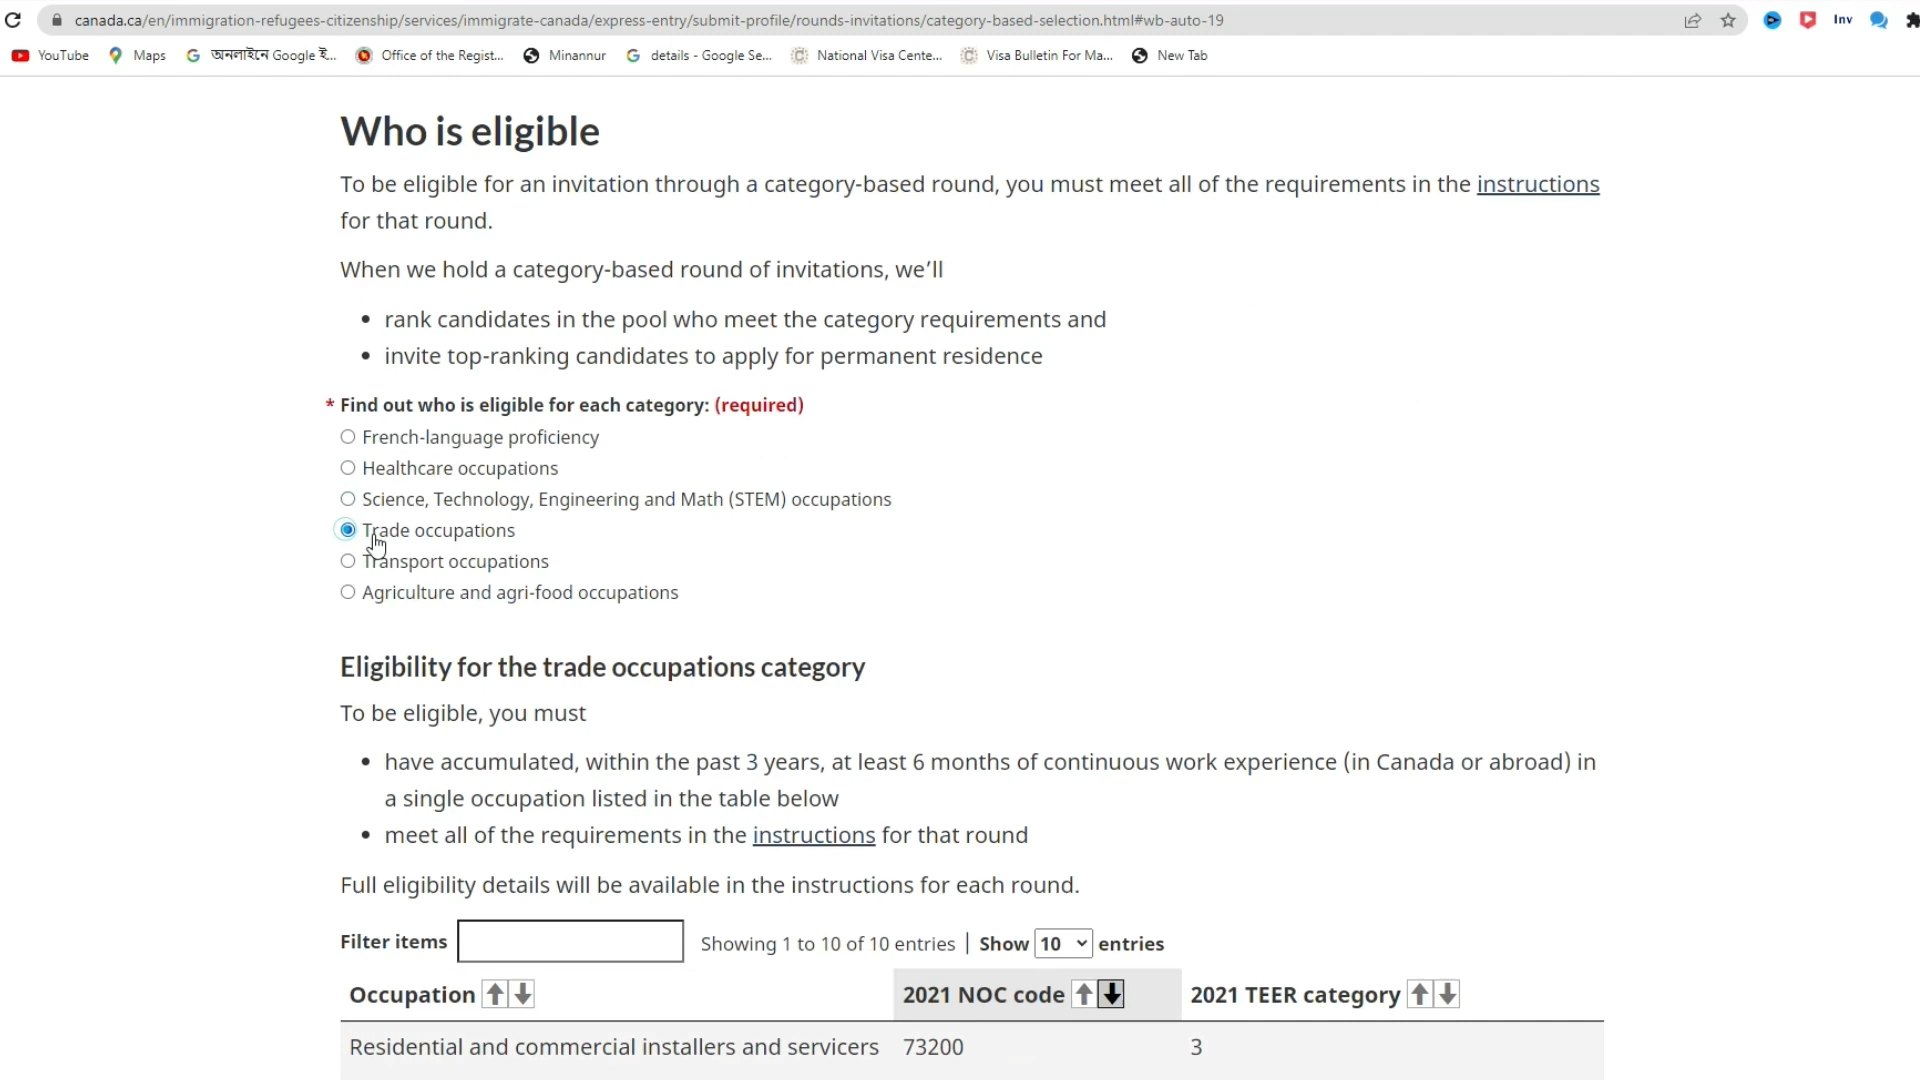 canada.ca/en/immigration-refugees-citizenship/services/immigrate-canada/express-entry/submit-profile/rounds-invitations/category-based-selection.html#wb-auto-19
Inv
YouTube Maps অনলাইনে Google ই... Office of the Regist... Minannur details - Google Se... National Visa Cente... Visa Bulletin For Ma... New Tab
Who is eligible
To be eligible for an invitation through a category-based round, you must meet all of the requirements in the instructions
for that round.
When we hold a category-based round of invitations, we’ll
• rank candidates in the pool who meet the category requirements and
• invite top-ranking candidates to apply for permanent residence
* Find out who is eligible for each category: (required)
French-language proficiency
Healthcare occupations
Science, Technology, Engineering and Math (STEM) occupations
Trade occupations
Transport occupations
Agriculture and agri-food occupations
Eligibility for the trade occupations category
To be eligible, you must
• have accumulated, within the past 3 years, at least 6 months of continuous work experience (in Canada or abroad) in
a single occupation listed in the table below
• meet all of the requirements in the instructions for that round
Full eligibility details will be available in the instructions for each round.
Filter items Showing 1 to 10 of 10 entries | Show 10 entries
Occupation 2021 NOC code 2021 TEER category
Residential and commercial installers and servicers 73200 3